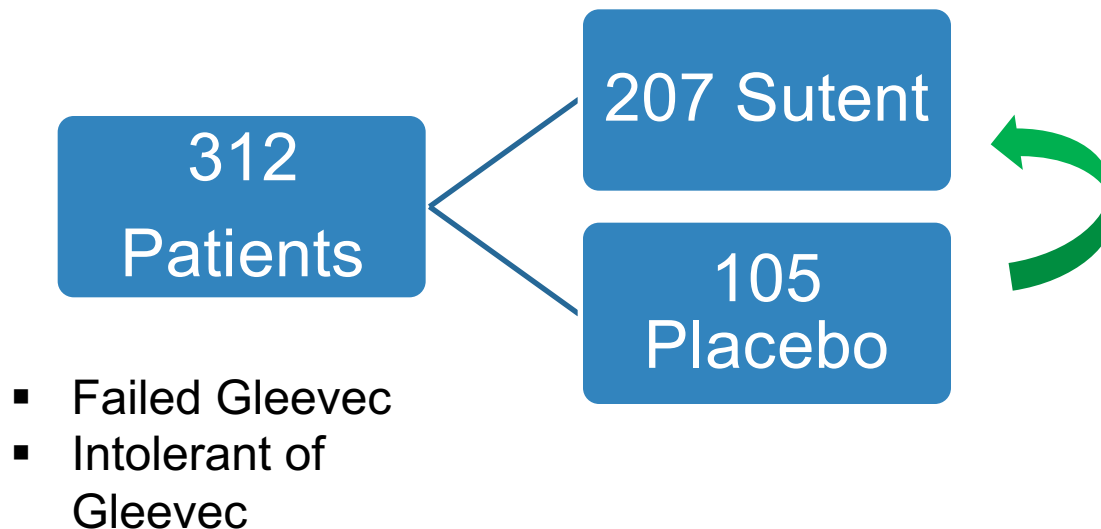 312
Patients
207 Sutent
105
Placebo
▪ Failed Gleevec
▪ Intolerant of
Gleevec